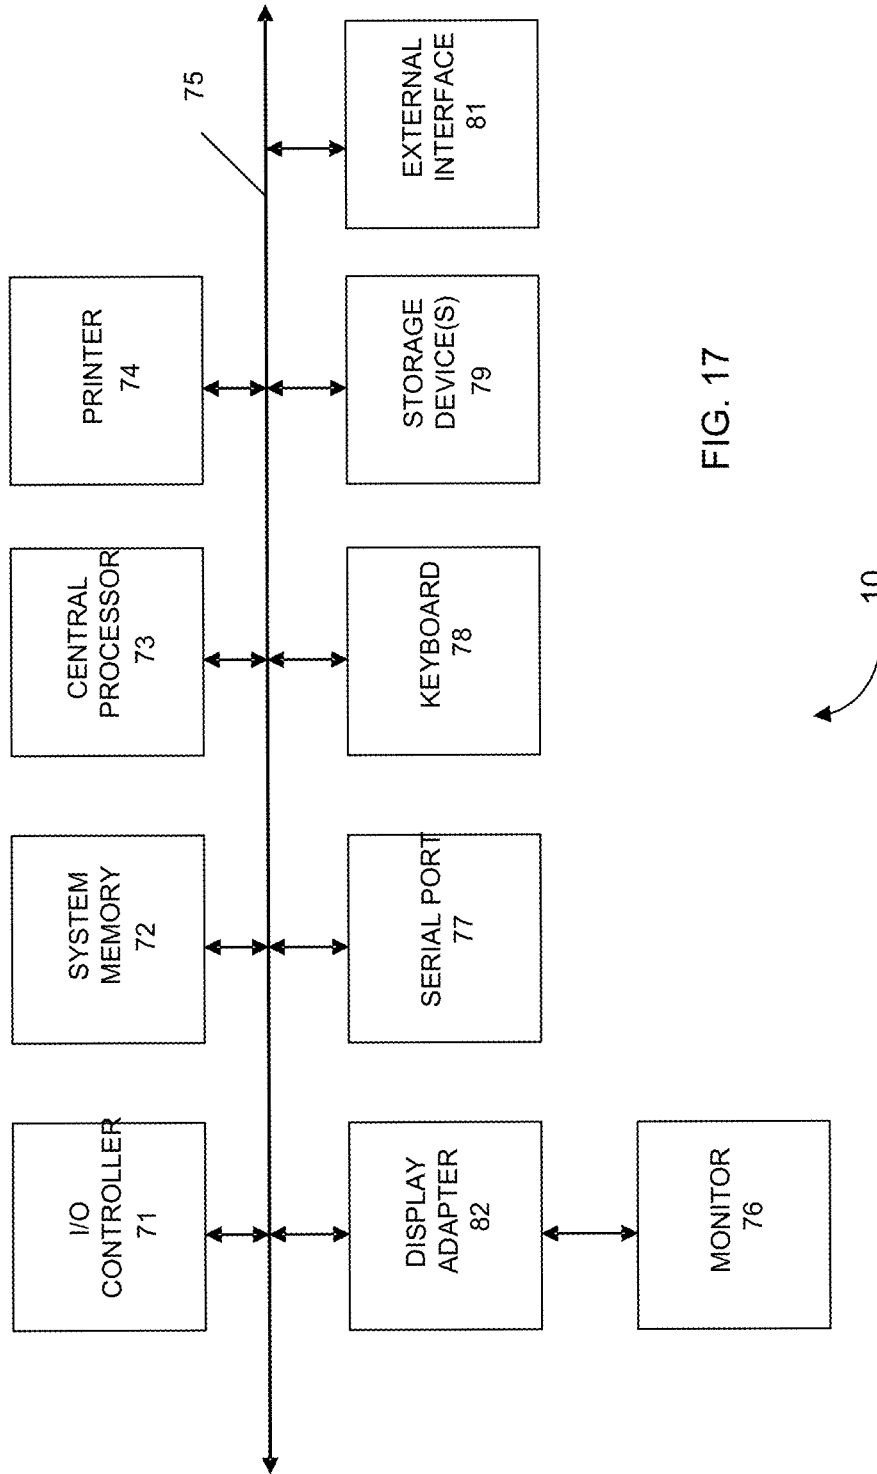 I/O
CONTROLLER
71
SYSTEM
MEMORY
72
CENTRAL
PROCESSOR
73
PRINTER
74
75
DISPLAY
ADAPTER
82
SERIAL PORT
77
KEYBOARD
78
STORAGE
DEVICE(S)
79
EXTERNAL
INTERFACE
81
MONITOR
76
FIG. 17
10